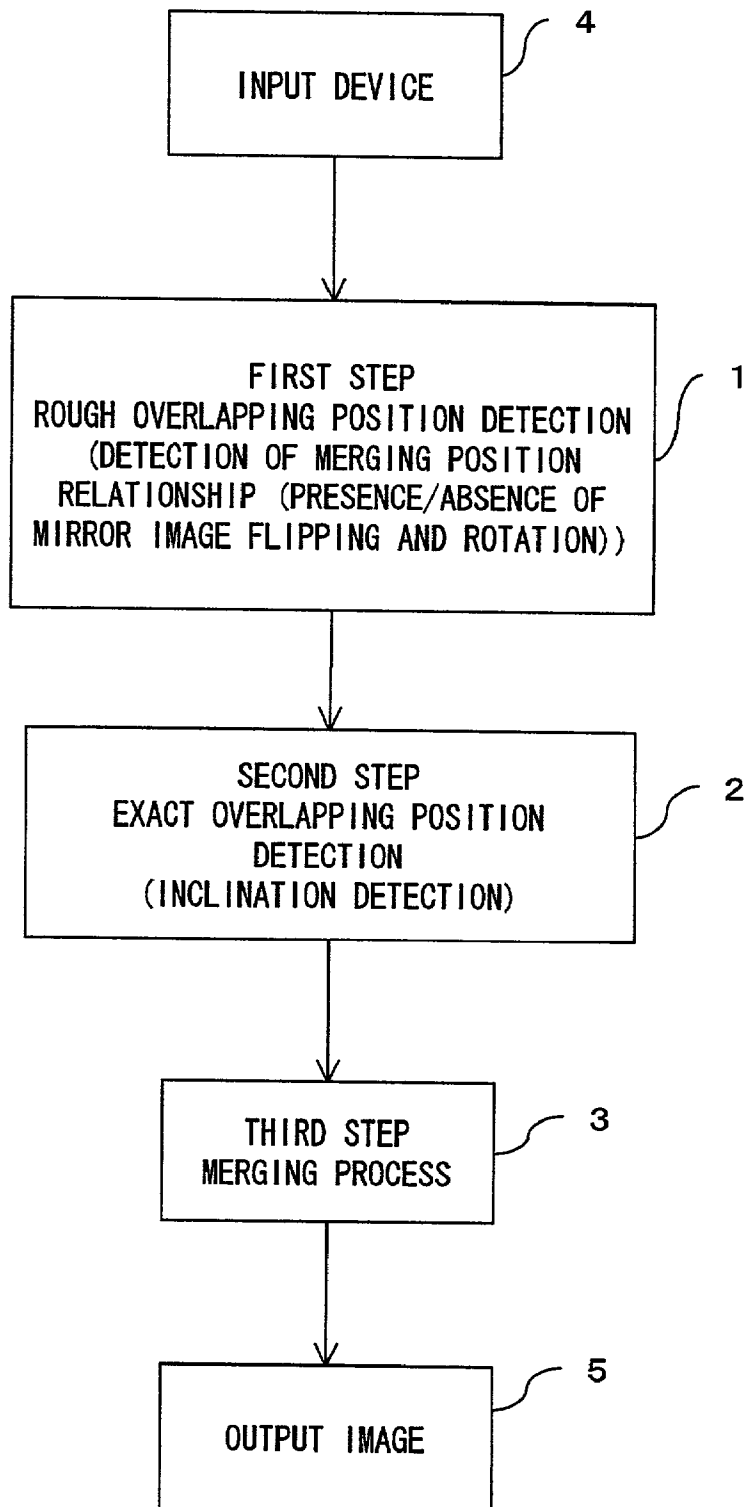 4
INPUT DEVICE
1
FIRST STEP
ROUGH OVERLAPPING POSITION DETECTION
(DETECTION OF MERGING POSITION
RELATIONSHIP (PRESENCE/ABSENCE OF
MIRROR IMAGE FLIPPING AND ROTATION))
2
SECOND STEP
EXACT OVERLAPPING POSITION
DETECTION
(INCLINATION DETECTION)
3
THIRD STEP
MERGING PROCESS
5
OUTPUT IMAGE